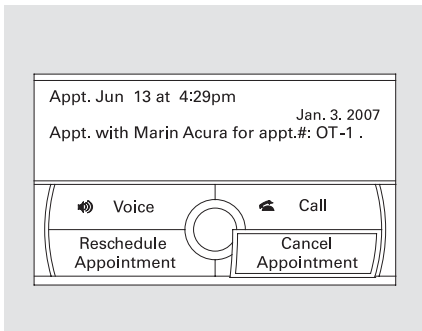 Appt. Jun 13 at 4:29pm
Jan. 3. 2007
Appt. with Marin Acura for appt.#: OT-1 .
Voice
Call
Reschedule
Appointment
Cancel
Appointment